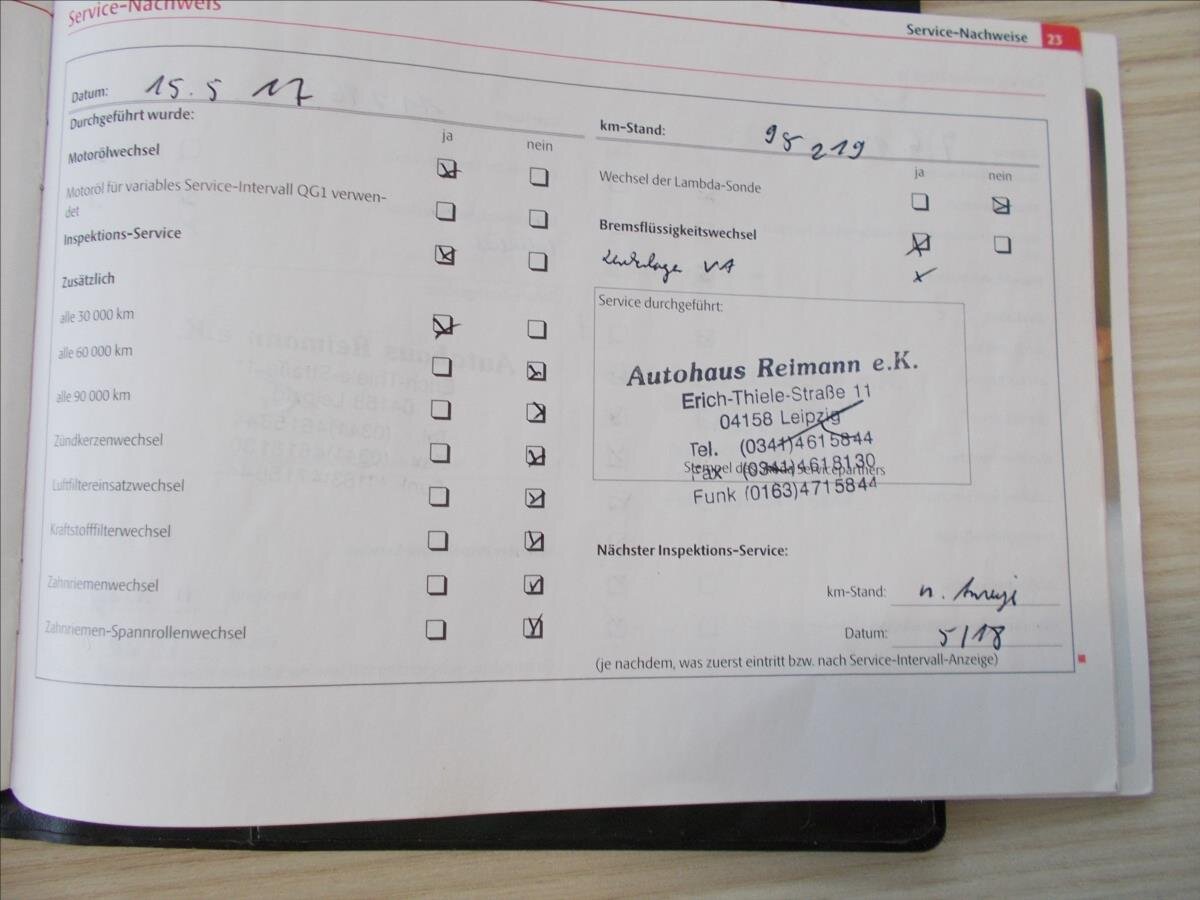 Service-Nachweis
Service-Nachweise 23
Datum: 15.5 17
Durchgeführt wurde:
ja nein
Motorölwechsel
Motoröl für variables Service-Intervall QG1 verwen-
det
Inspektions-Service
Zusätzlich
alle 30 000 km
alle 60 000 km
alle 90 000 km
Zündkerzenwechsel
Luftfiltereinsatzwechsel
Kraftstofffilterwechsel
Zahnriemenwechsel
Zahnriemen-Spannrollenwechsel
km-Stand: 98 219
ja nein
Wechsel der Lambda-Sonde
Bremsflüssigkeitswechsel
VA
Service durchgeführt:
Autohaus Reimann e.K.
Erich-Thiele-Straße 11
04158 Leipzig
Tel. (0341)4615844
Fax (0341)4618130
Stempel des Servicepartners
Funk (0163)4715844
Nächster Inspektions-Service:
km-Stand: n. Anzeige
Datum: 5/18
(je nachdem, was zuerst eintritt bzw. nach Service-Intervall-Anzeige)